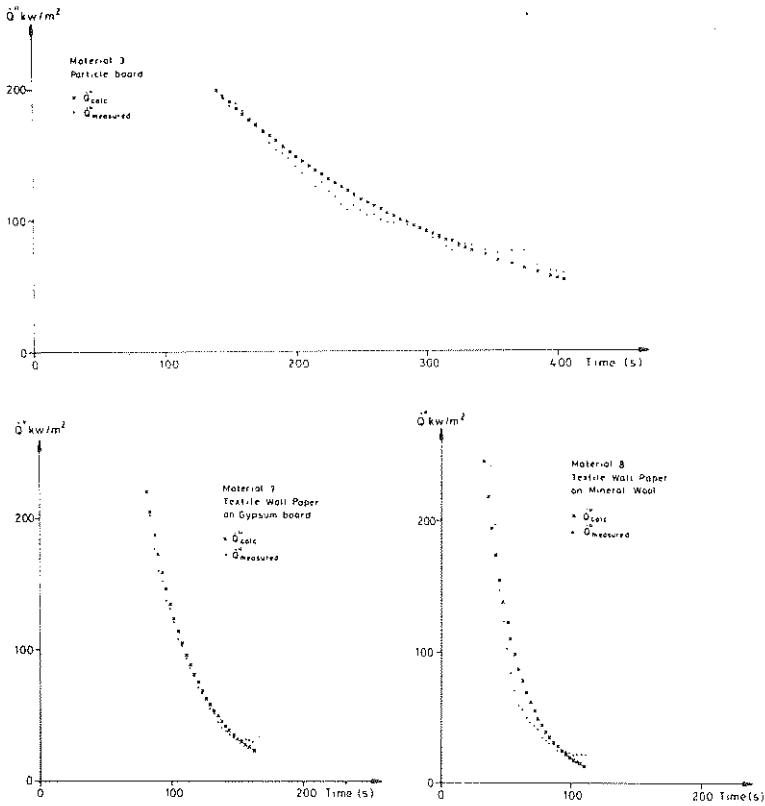 Q̇" kw/m²
Material 3
Particle board
× Q̇"calc
· Q̇"measured
200
100
0
0 100 200 300 400 Time (s)
Q̇" kw/m²
Material 7
Textile Wall Paper
on Gypsum board
× Q̇"calc
· Q̇"measured
200
100
0
0 100 200 Time(s)
Q̇" kw/m²
Material 8
Textile Wall Paper
on Mineral Wool
× Q̇"calc
· Q̇"measured
200
100
0
0 100 200 Time(s)